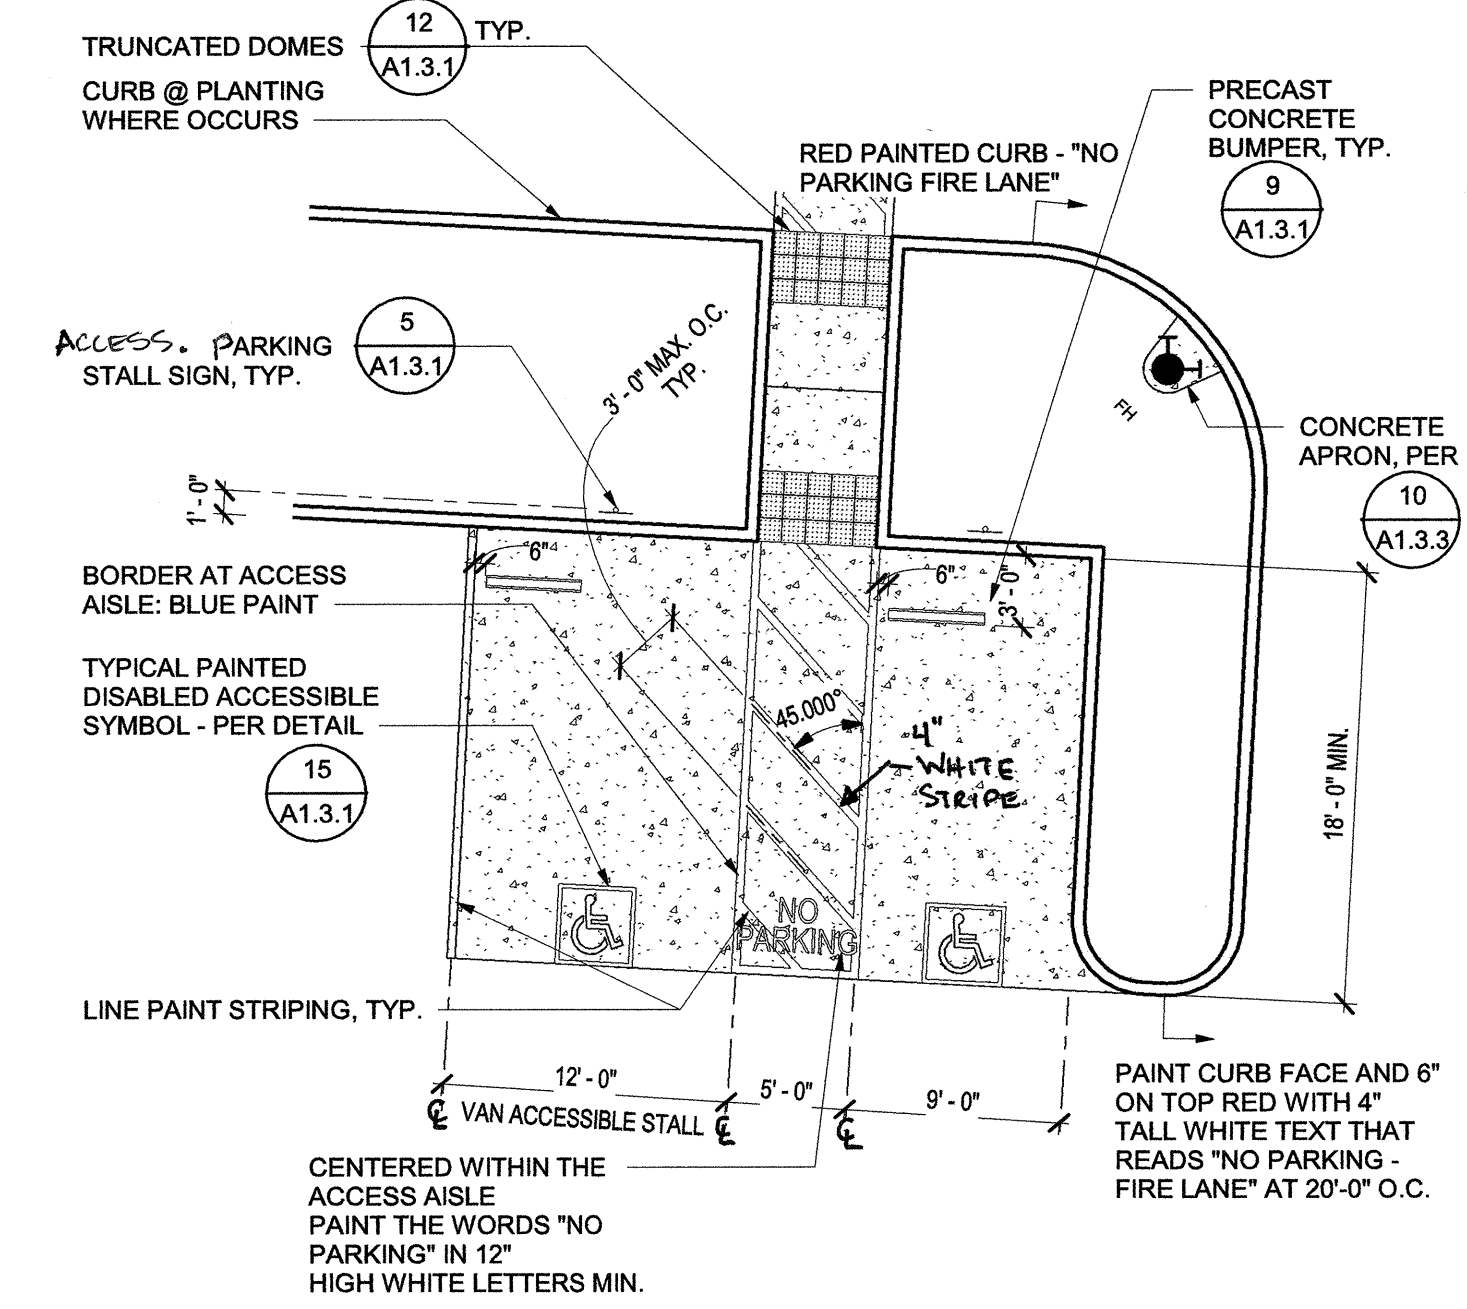 TRUNCATED DOMES
12
A1.3.1
TYP.
CURB @ PLANTING
WHERE OCCURS
RED PAINTED CURB - "NO
PARKING FIRE LANE"
PRECAST
CONCRETE
BUMPER, TYP.
9
A1.3.1
ACCESS. PARKING
STALL SIGN, TYP.
5
A1.3.1
3' - 0" MAX. O.C.
TYP.
FH
CONCRETE
APRON, PER
10
A1.3.3
1' - 0"
6"
6"
3' - 0"
BORDER AT ACCESS
AISLE: BLUE PAINT
TYPICAL PAINTED
DISABLED ACCESSIBLE
SYMBOL - PER DETAIL
15
A1.3.1
45.000°
4"
WHITE
STRIPE
18' - 0" MIN.
NO
PARKING
LINE PAINT STRIPING, TYP.
12' - 0"
5' - 0"
9' - 0"
℄ VAN ACCESSIBLE STALL ℄
℄
CENTERED WITHIN THE
ACCESS AISLE
PAINT THE WORDS "NO
PARKING" IN 12"
HIGH WHITE LETTERS MIN.
PAINT CURB FACE AND 6"
ON TOP RED WITH 4"
TALL WHITE TEXT THAT
READS "NO PARKING -
FIRE LANE" AT 20'-0" O.C.